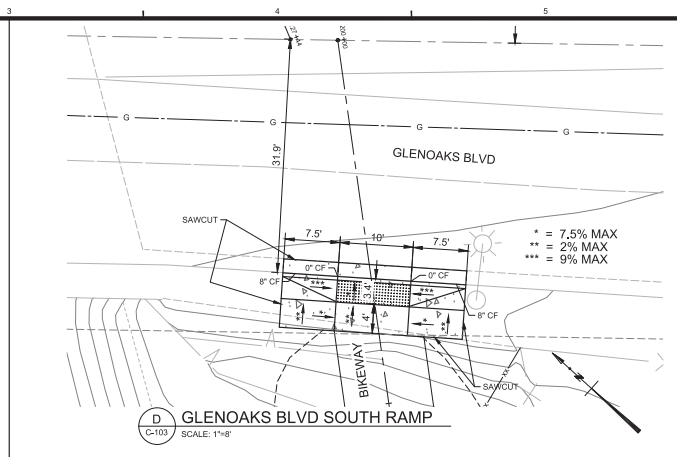 3 4 5
200+00
G G G G
GLENOAKS BLVD
31.9'
SAWCUT
7.5' 10' 7.5'
* = 7.5% MAX
** = 2% MAX
*** = 9% MAX
0" CF 0" CF
8" CF
*** 3.4' ***
8" CF
** * ** 4' * **
SAWCUT
BIKEWAY
D
C-103
GLENOAKS BLVD SOUTH RAMP
SCALE: 1"=8'